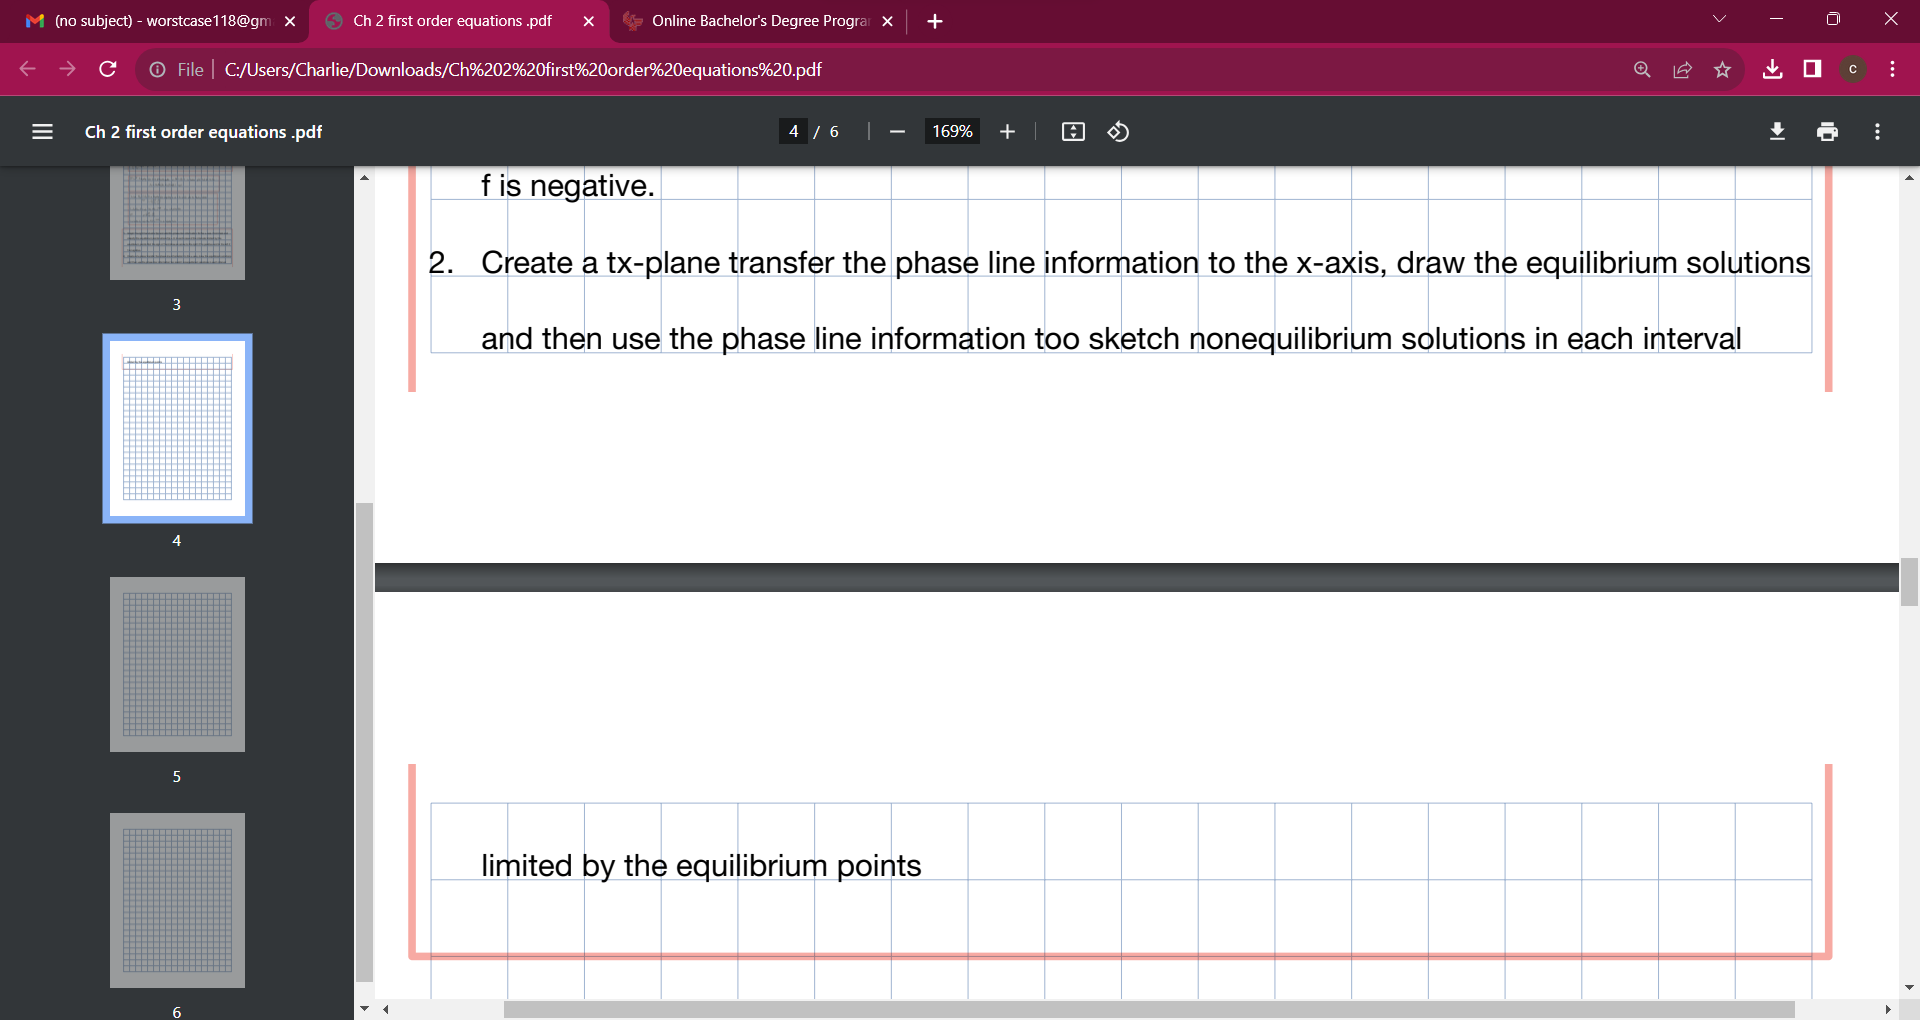 (no subject) - worstcase118@gm
Ch 2 first order equations .pdf
Online Bachelor's Degree Progra
File
C:/Users/Charlie/Downloads/Ch%202%20first%20order%20equations%20.pdf
c
Ch 2 first order equations .pdf
4 / 6
169%
3
4
5
6
f is negative.
2. Create a tx-plane transfer the phase line information to the x-axis, draw the equilibrium solutions
and then use the phase line information too sketch nonequilibrium solutions in each interval
limited by the equilibrium points